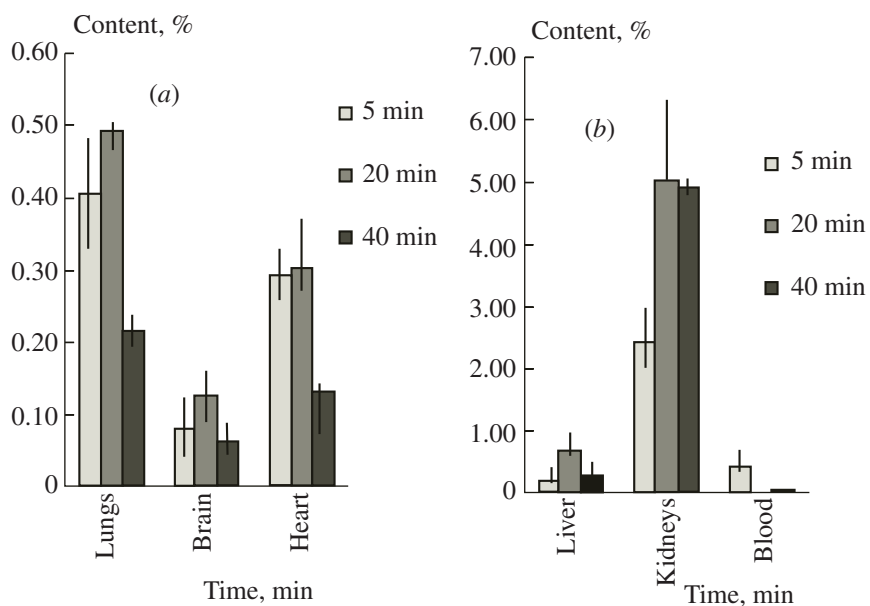 Content, %
0.60
0.50
0.40
0.30
0.20
0.10
0
(a)
5 min
20 min
40 min
Lungs
Brain
Heart
Time, min
Content, %
7.00
6.00
5.00
4.00
3.00
2.00
1.00
0
(b)
5 min
20 min
40 min
Liver
Kidneys
Blood
Time, min